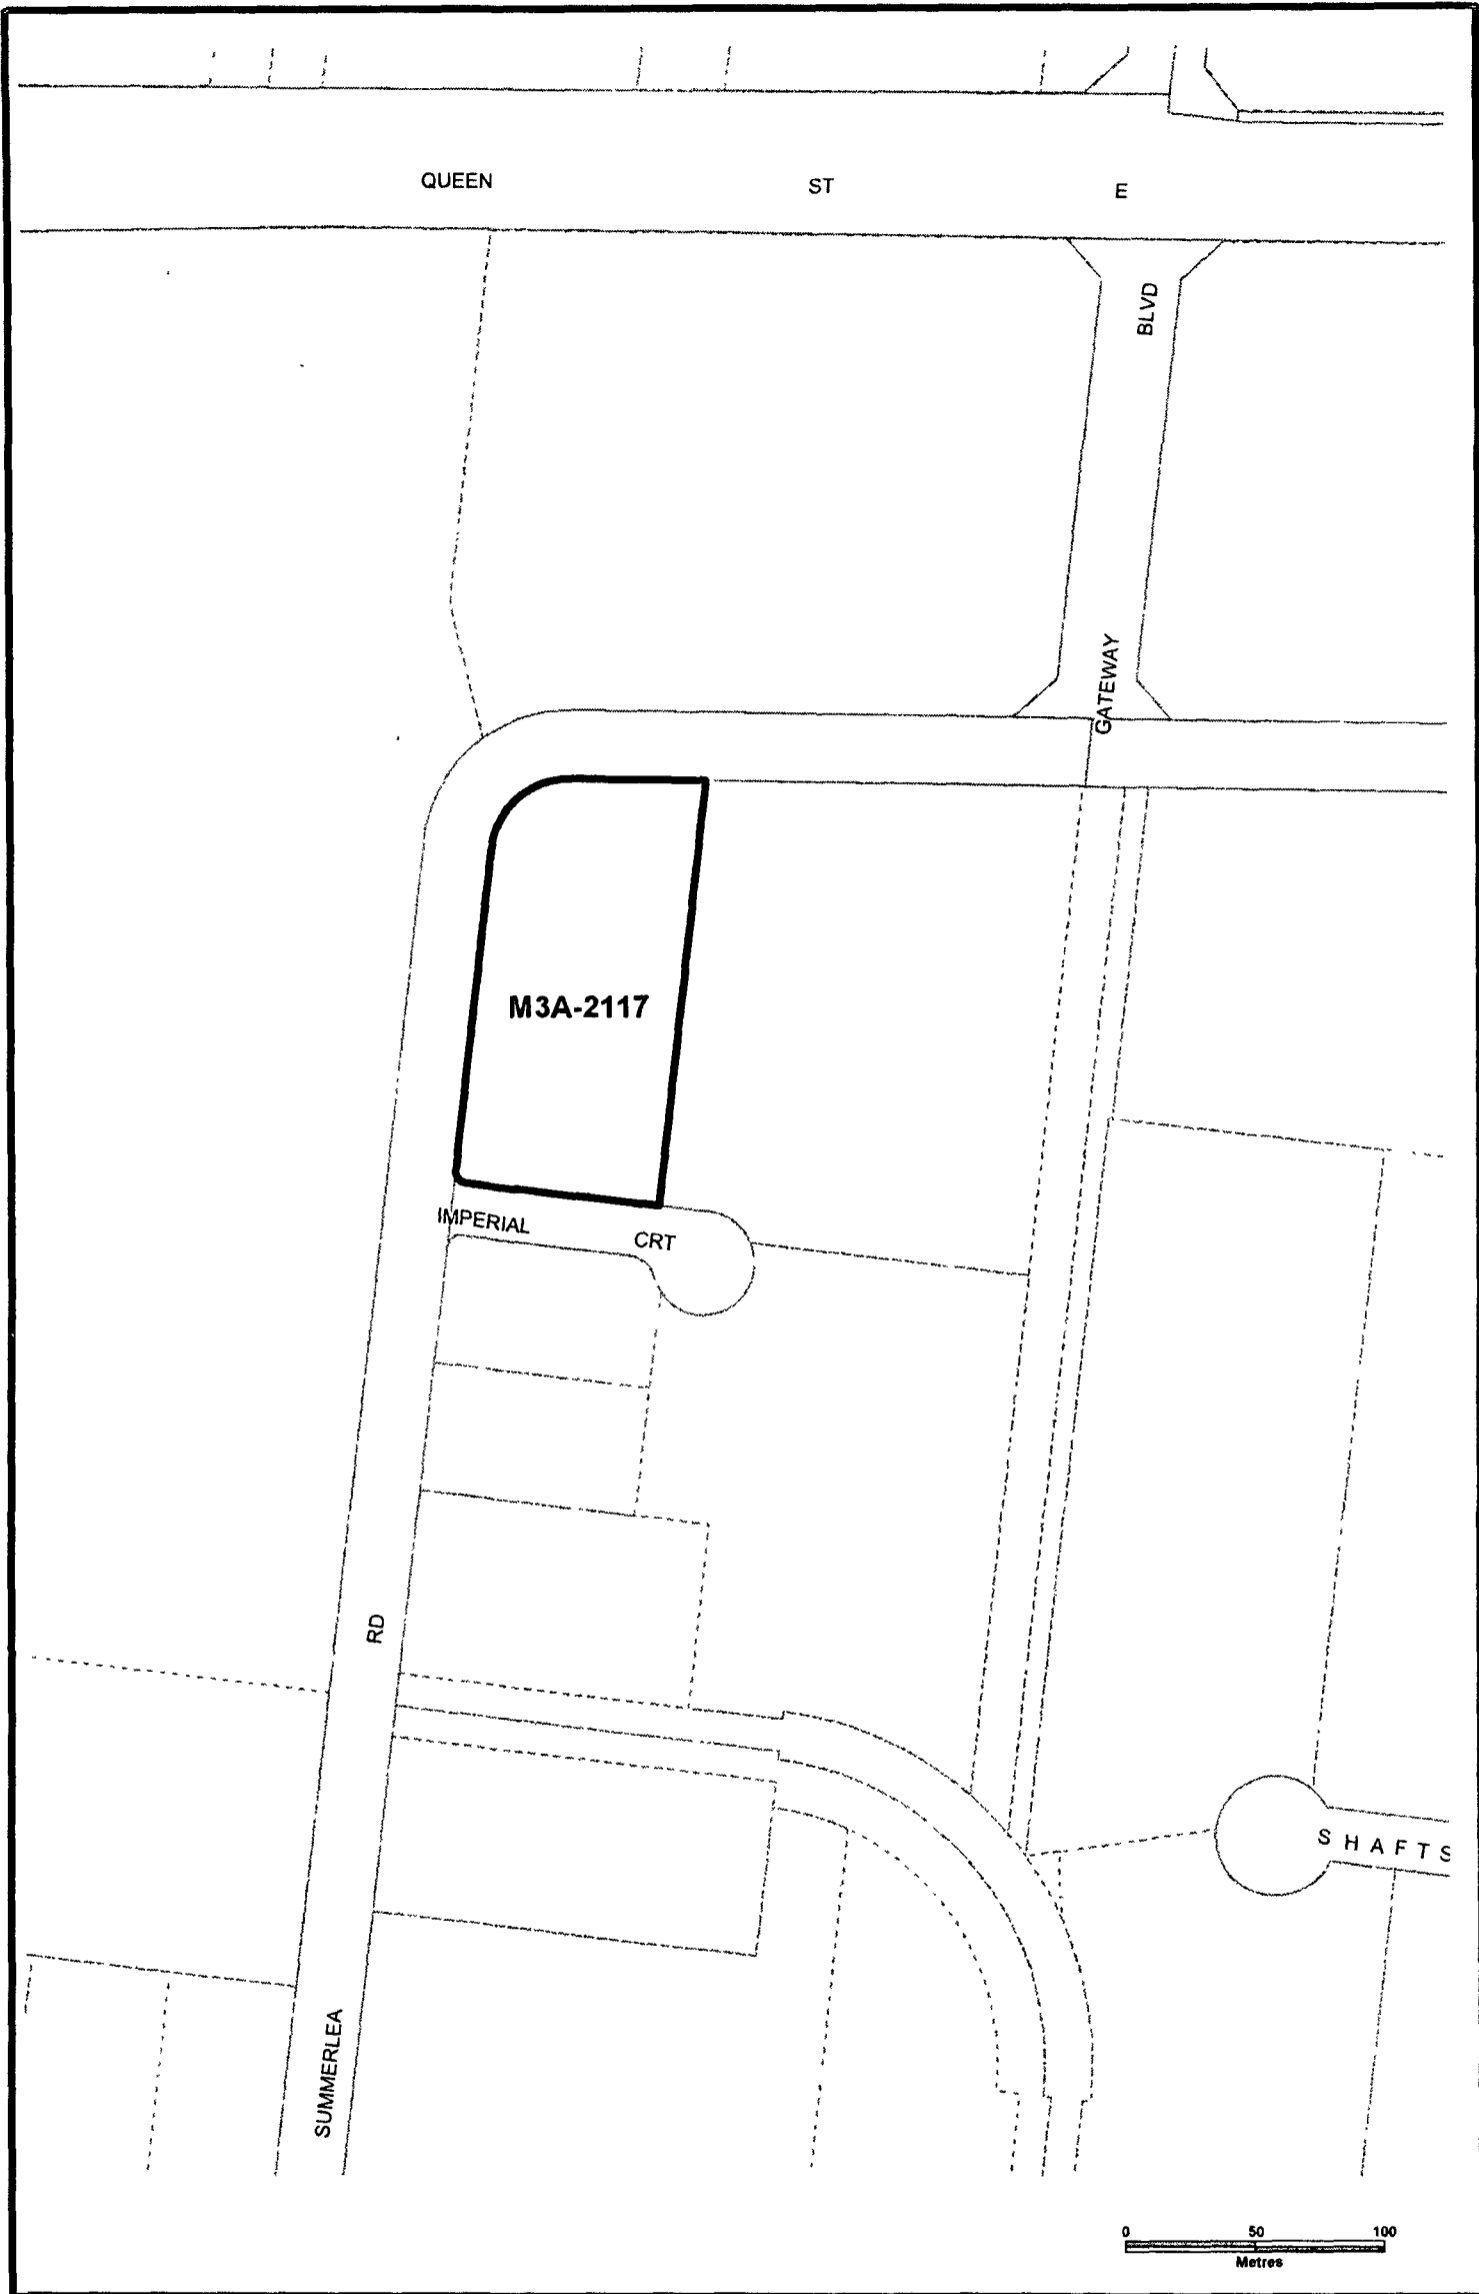 QUEEN ST E
BLVD
GATEWAY
M3A-2117
IMPERIAL CRT
RD
SHAFTS
SUMMERLEA
0 50 100
Metres